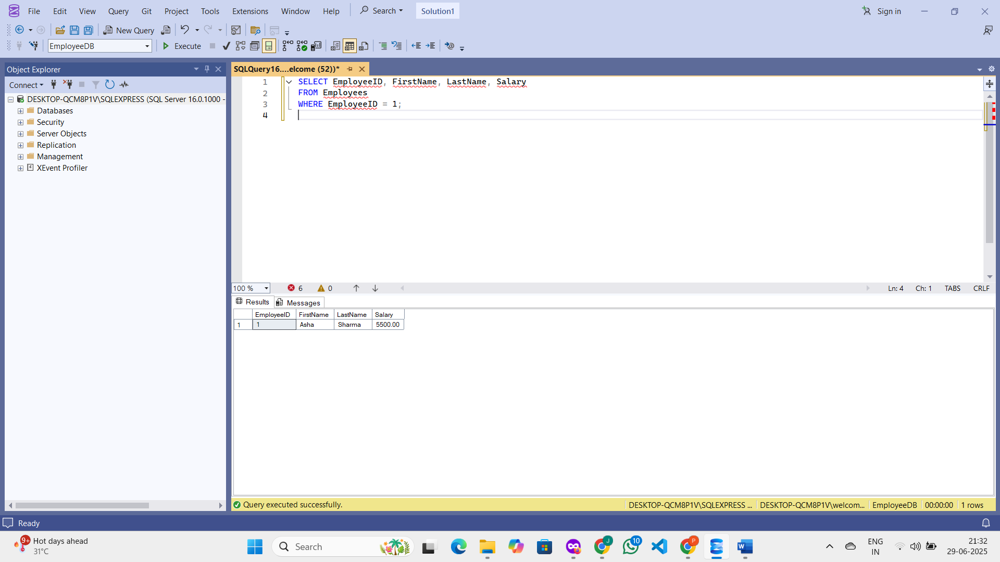 File Edit View Query Git Project Tools Extensions Window Help Search Solution1 Sign in
New Query
EmployeeDB Execute
Object Explorer
Connect
DESKTOP-QCM8P1V\SQLEXPRESS (SQL Server 16.0.1000 -
Databases
Security
Server Objects
Replication
Management
XEvent Profiler
SQLQuery16....elcome (52))*
1 SELECT EmployeeID, FirstName, LastName, Salary
2 FROM Employees
3 WHERE EmployeeID = 1;
4
100 % 6 0 Ln: 4 Ch: 1 TABS CRLF
Results Messages
EmployeeID FirstName LastName Salary
1 1 Asha Sharma 5500.00
Query executed successfully. DESKTOP-QCM8P1V\SQLEXPRESS ... DESKTOP-QCM8P1V\welcom... EmployeeDB 00:00:00 1 rows
Ready
9+ Hot days ahead
31°C
Search
J
10
P
ENG
IN
21:32
29-06-2025